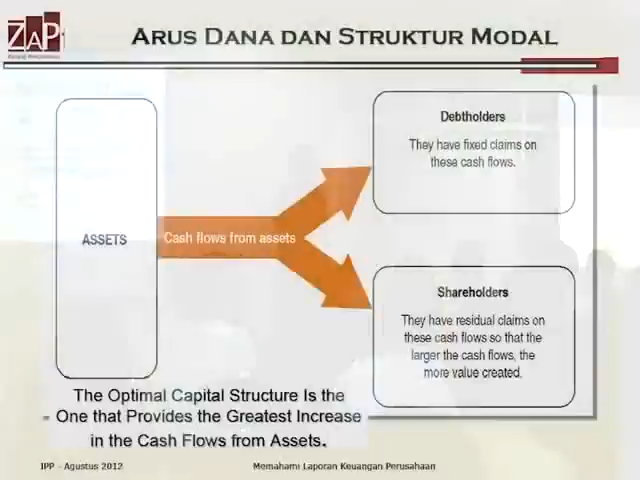 ZAPi
ARUS DANA DAN STRUKTUR MODAL
ASSETS
Cash flows from assets
Debtholders
They have fixed claims on
these cash flows.
Shareholders
They have residual claims on
these cash flows so that the
larger the cash flows, the
more value created.
The Optimal Capital Structure Is the
- One that Provides the Greatest Increase
in the Cash Flows from Assets.
IPP - Agustus 2012
Memahami Laporan Keuangan Perusahaan